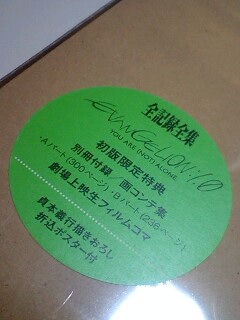 全記録全集
EVANGELION:1.0
YOU ARE (NOT) ALONE.
初版限定特典
別冊付録/画コンテ集
・Aパート(300ページ)・Bパート(238ページ)
劇場上映生フィルムコマ
貞本義行描きおろし
折込ポスター付